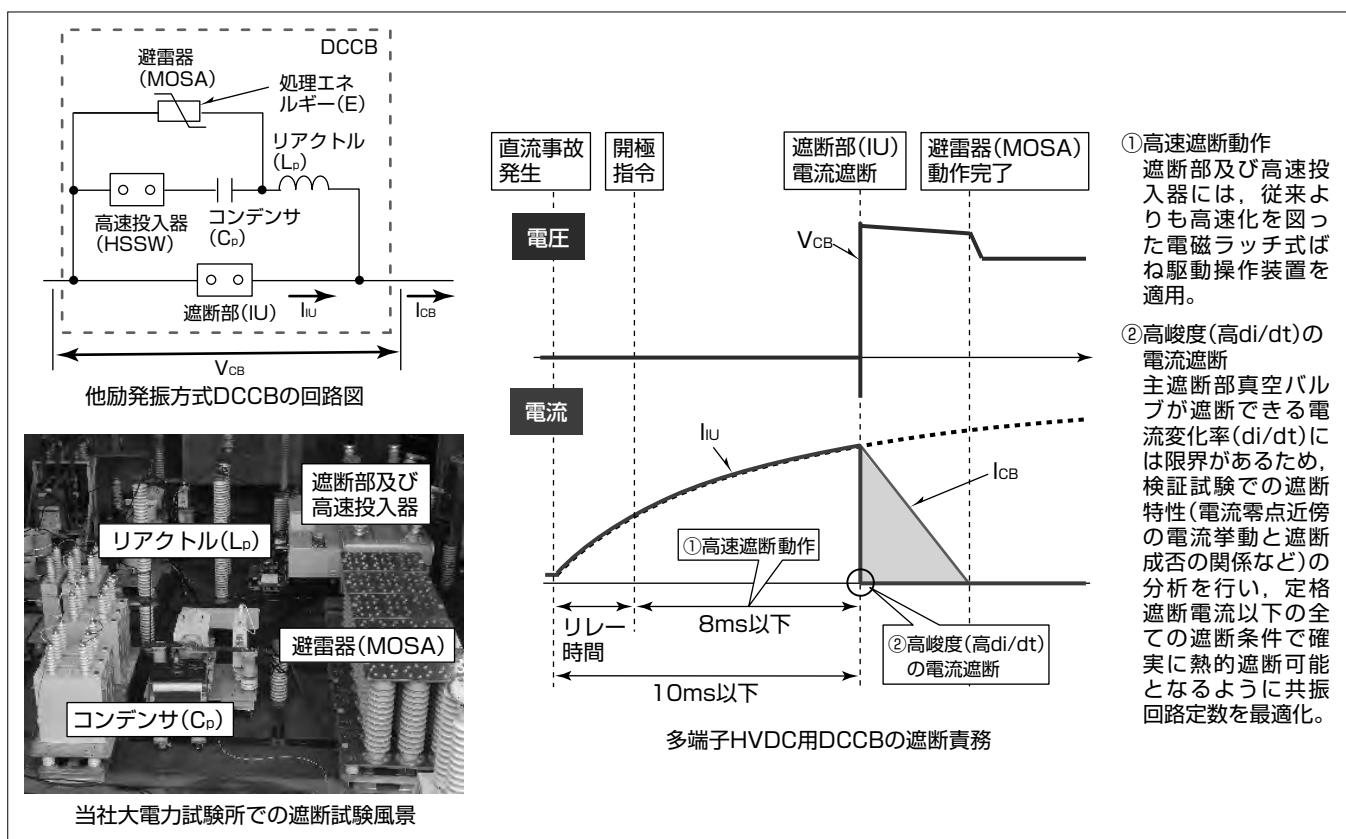 DCCB
避雷器
(MOSA)
処理エネ
ルギー(E)
リアクトル
(Lp)
高速投入器
(HSSW)
コンデンサ
(Cp)
遮断部(IU)
IIU
ICB
VCB
他励発振方式DCCBの回路図
遮断部及び
高速投入器
リアクトル(Lp)
避雷器(MOSA)
コンデンサ(Cp)
当社大電力試験所での遮断試験風景
直流事故
発生
開極
指令
遮断部(IU)
電流遮断
避雷器(MOSA)
動作完了
電圧
VCB
電流
IIU
ICB
①高速遮断動作
リレー
時間
8ms以下
②高峻度(高di/dt)
の電流遮断
10ms以下
多端子HVDC用DCCBの遮断責務
①高速遮断動作
遮断部及び高速投
入器には，従来よ
りも高速化を図っ
た電磁ラッチ式ば
ね駆動操作装置を
適用。
②高峻度(高di/dt)の
電流遮断
主遮断部真空バル
ブが遮断できる電
流変化率(di/dt)に
は限界があるため，
検証試験での遮断
特性(電流零点近傍
の電流挙動と遮断
成否の関係など)の
分析を行い，定格
遮断電流以下の全
ての遮断条件で確
実に熱的遮断可能
となるように共振
回路定数を最適化。